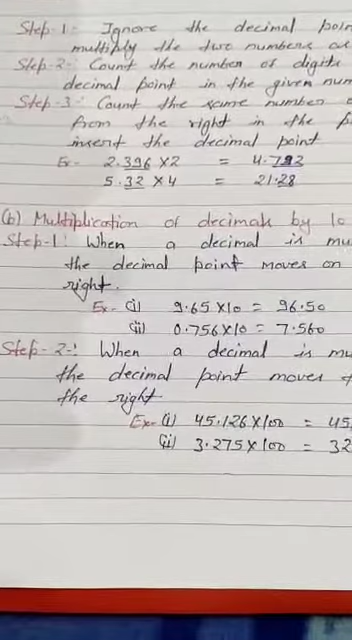 Step-1- Ignore the decimal
multiply the two numbers
Step-2- Count the number of digits
decimal point in the given
Step-3- Count the same number
from the right in the
insert the decimal point
Ex- 2.396 ×2 = 4.792
5.32 ×4 = 21.28
(b) Multiplication of decimals by 10
Step-1: When a decimal is
the decimal point moves on
right.
Ex- (i) 9.65×10 = 96.50
(ii) 0.756×10 = 7.560
Step-2: When a decimal is
the decimal point moves
the right
Ex- (i) 45.126×100 = 45
(ii) 3.275×100 = 32